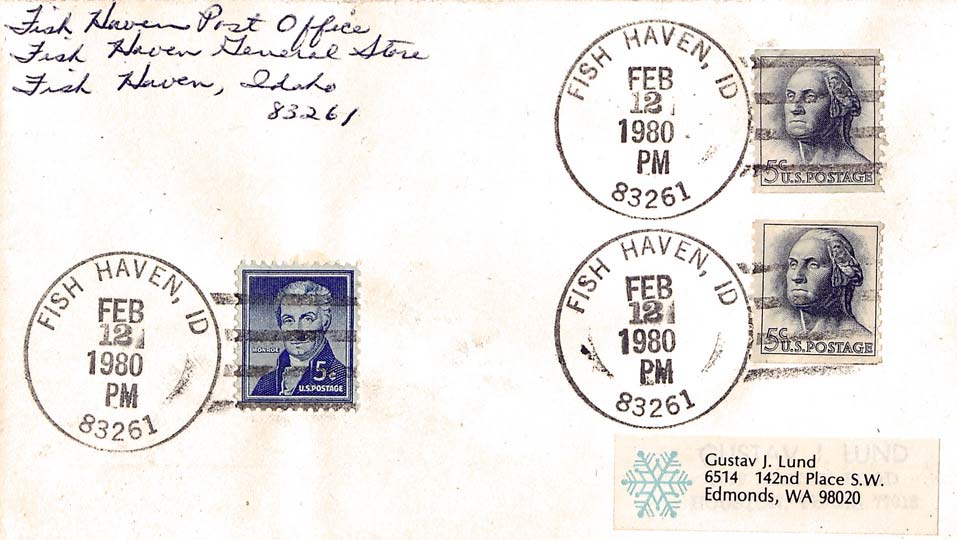 Fish Haven Post Office
Fish Haven General Store
Fish Haven, Idaho
83261
FISH HAVEN, ID
FEB
12
1980
PM
83261
5¢
U.S. POSTAGE
FISH HAVEN, ID
FEB
12
1980
PM
83261
5¢
U.S. POSTAGE
FISH HAVEN, ID
FEB
12
1980
PM
83261
MONROE
5¢
U.S. POSTAGE
GUSTAV J. LUND
Gustav J. Lund
6514 142nd Place S.W.
Edmonds, WA 98020